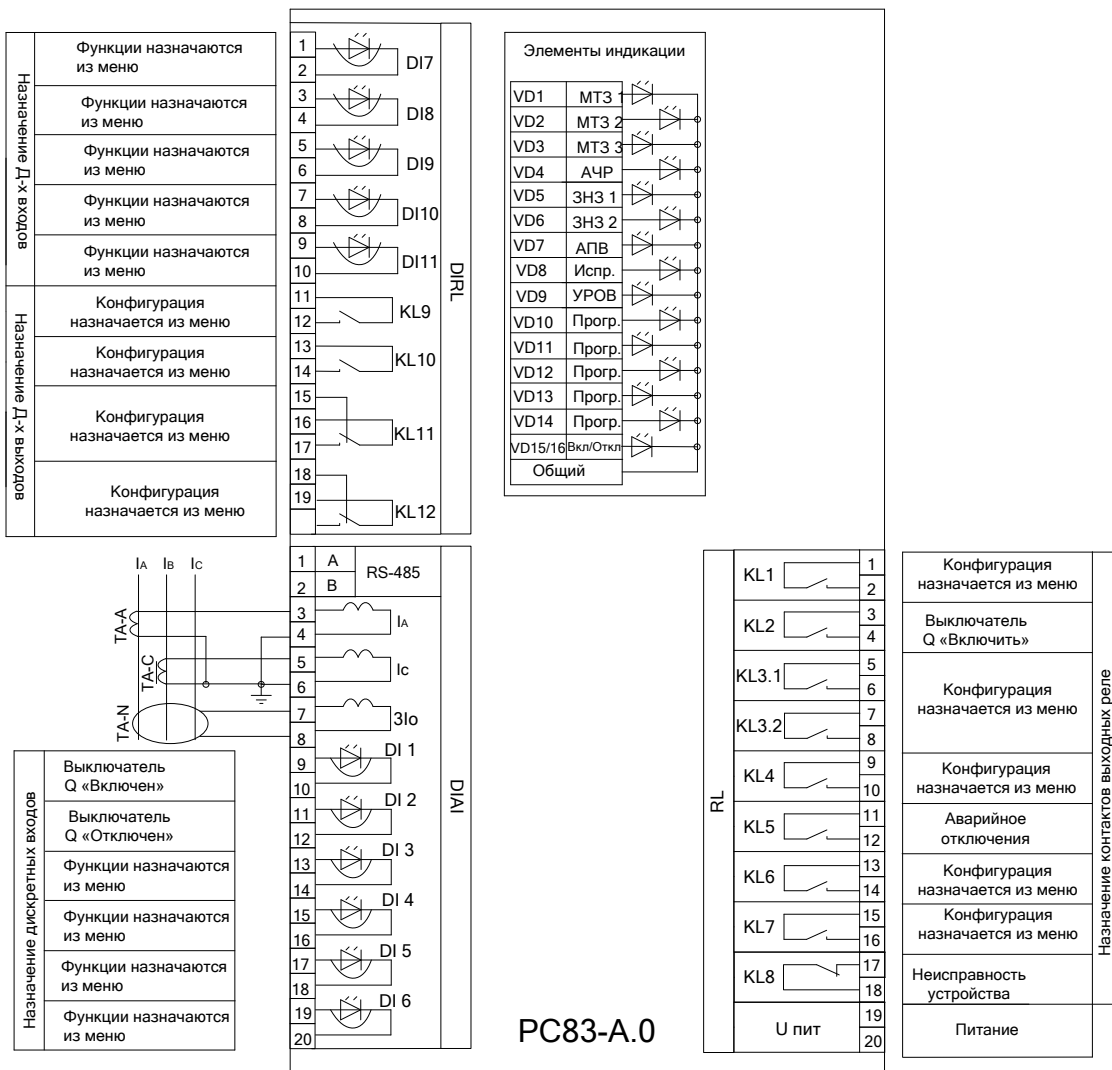 Назначение Д-х входов
Функции назначаются
из меню
Функции назначаются
из меню
Функции назначаются
из меню
Функции назначаются
из меню
Функции назначаются
из меню
Назначение Д-х выходов
Конфигурация
назначается из меню
Конфигурация
назначается из меню
Конфигурация
назначается из меню
Конфигурация
назначается из меню
1
2
DI7
3
4
DI8
5
6
DI9
7
8
DI10
9
10
DI11
11
12
KL9
13
14
KL10
15
16
17
KL11
18
19
KL12
DIRL
Элементы индикации
VD1 МТЗ 1
VD2 МТЗ 2
VD3 МТЗ 3
VD4 АЧР
VD5 ЗНЗ 1
VD6 ЗНЗ 2
VD7 АПВ
VD8 Испр.
VD9 УРОВ
VD10 Прогр.
VD11 Прогр.
VD12 Прогр.
VD13 Прогр.
VD14 Прогр.
VD15/16 Вкл/Откл
Общий
IA IB IC
TA-A
TA-C
TA-N
1 A
2 B
RS-485
3
4
IA
5
6
Ic
7
8
3Io
9
10
DI 1
11
12
DI 2
13
14
DI 3
15
16
DI 4
17
18
DI 5
19
20
DI 6
DIAI
Назначение дискретных входов
Выключатель
Q «Включен»
Выключатель
Q «Отключен»
Функции назначаются
из меню
Функции назначаются
из меню
Функции назначаются
из меню
Функции назначаются
из меню
РС83-А.0
RL
KL1
1
2
KL2
3
4
KL3.1
5
6
KL3.2
7
8
KL4
9
10
KL5
11
12
KL6
13
14
KL7
15
16
KL8
17
18
U пит
19
20
Конфигурация
назначается из меню
Выключатель
Q «Включить»
Конфигурация
назначается из меню
Конфигурация
назначается из меню
Аварийное
отключения
Конфигурация
назначается из меню
Конфигурация
назначается из меню
Неисправность
устройства
Питание
Назначение контактов выходных реле